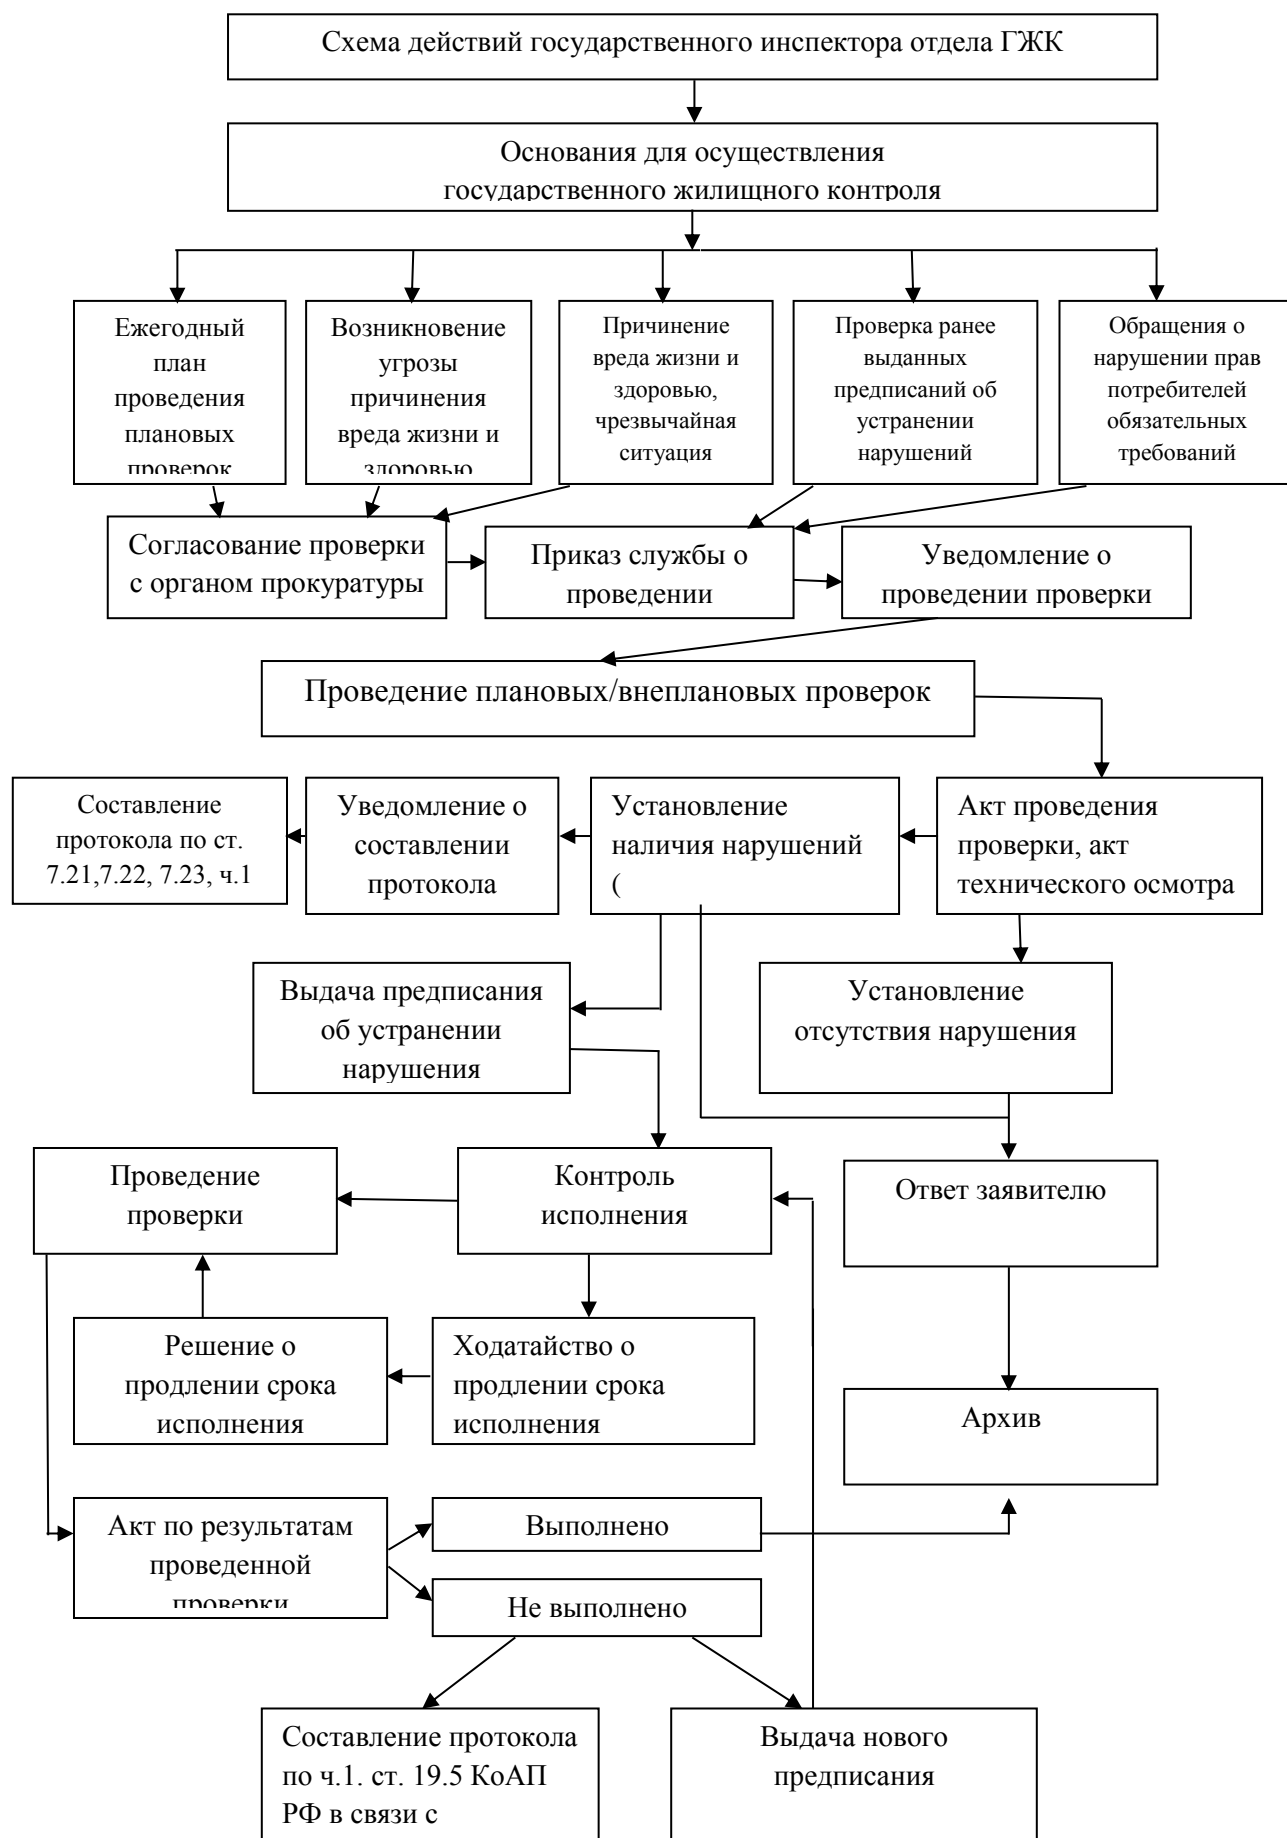 Схема действий государственного инспектора отдела ГЖК
Основания для осуществления
государственного жилищного контроля
Ежегодный
план
проведения
плановых
проверок
Возникновение
угрозы
причинения
вреда жизни и
здоровью
Причинение
вреда жизни и
здоровью,
чрезвычайная
ситуация
Проверка ранее
выданных
предписаний об
устранении
нарушений
Обращения о
нарушении прав
потребителей
обязательных
требований
Согласование проверки
с органом прокуратуры
Приказ службы о
проведении
Уведомление о
проведении проверки
Проведение плановых/внеплановых проверок
Составление
протокола по ст.
7.21,7.22, 7.23, ч.1
Уведомление о
составлении
протокола
Установление
наличия нарушений
(
Акт проведения
проверки, акт
технического осмотра
Выдача предписания
об устранении
нарушения
Установление
отсутствия нарушения
Проведение
проверки
Контроль
исполнения
Ответ заявителю
Решение о
продлении срока
исполнения
Ходатайство о
продлении срока
исполнения
Архив
Акт по результатам
проведенной
проверки
Выполнено
Не выполнено
Составление протокола
по ч.1. ст. 19.5 КоАП
РФ в связи с
Выдача нового
предписания